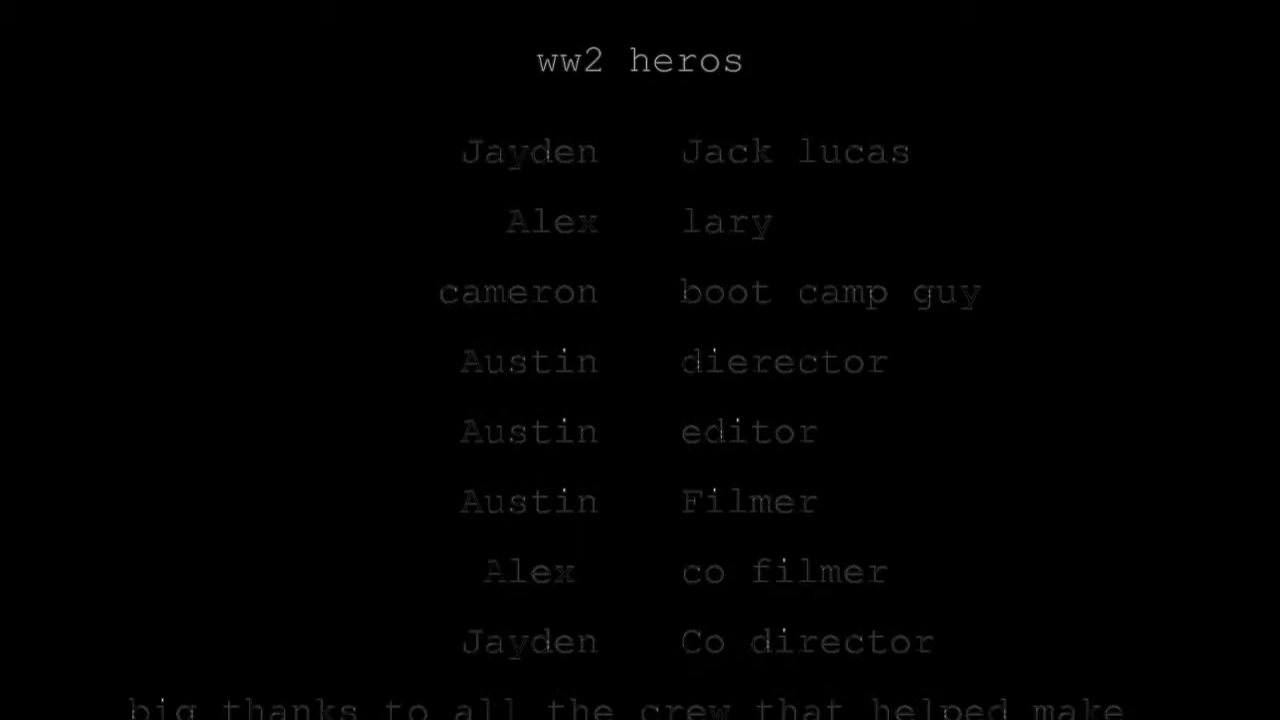 ww2 heros
Jayden Jack lucas
Alex lary
cameron boot camp guy
Austin dierector
Austin editor
Austin Filmer
Alex co filmer
Jayden Co director
big thanks to all the crew that helped make